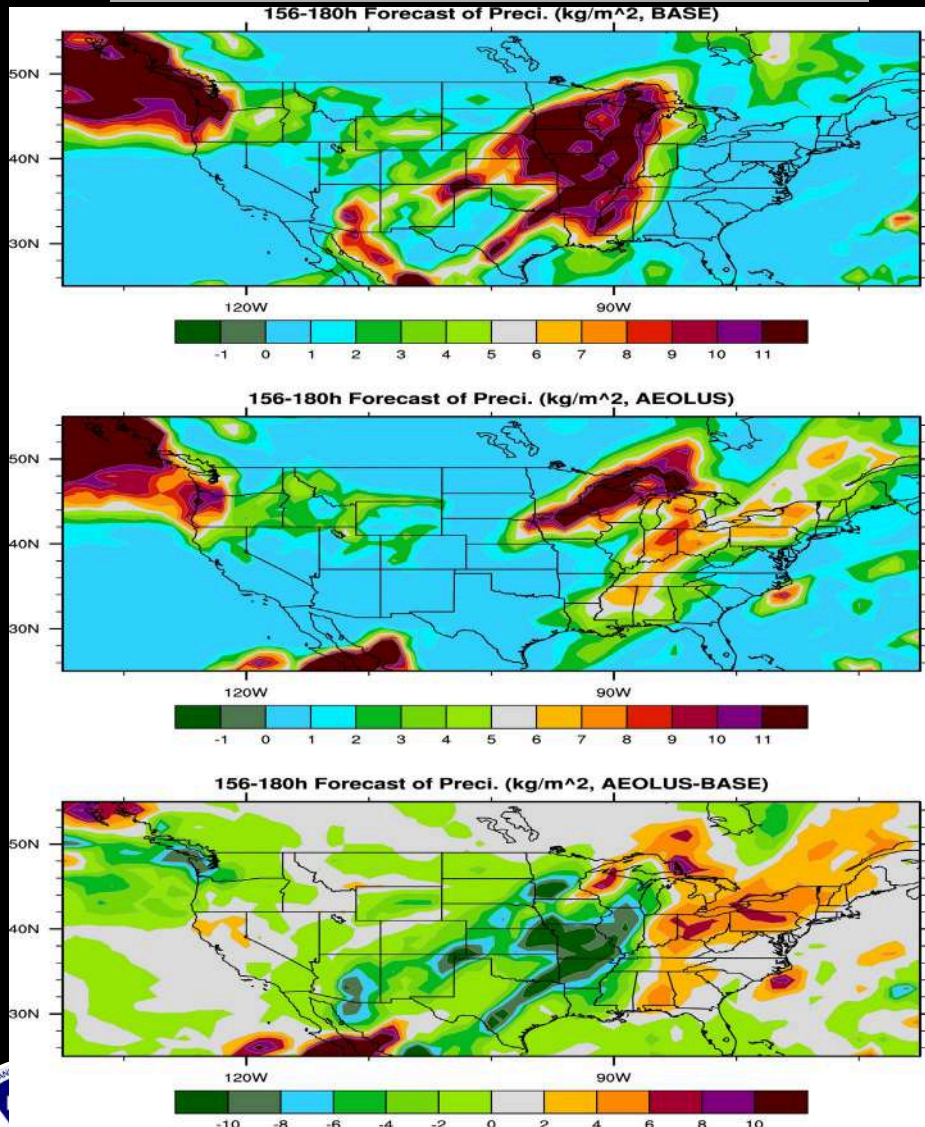 156-180h Forecast of Preci. (kg/m^2, BASE)
50N
40N
30N
120W 90W
-1 0 1 2 3 4 5 6 7 8 9 10 11
156-180h Forecast of Preci. (kg/m^2, AEOLUS)
50N
40N
30N
120W 90W
-1 0 1 2 3 4 5 6 7 8 9 10 11
156-180h Forecast of Preci. (kg/m^2, AEOLUS-BASE)
50N
40N
30N
120W 90W
-10 -8 -6 -4 -2 0 2 4 6 8 10